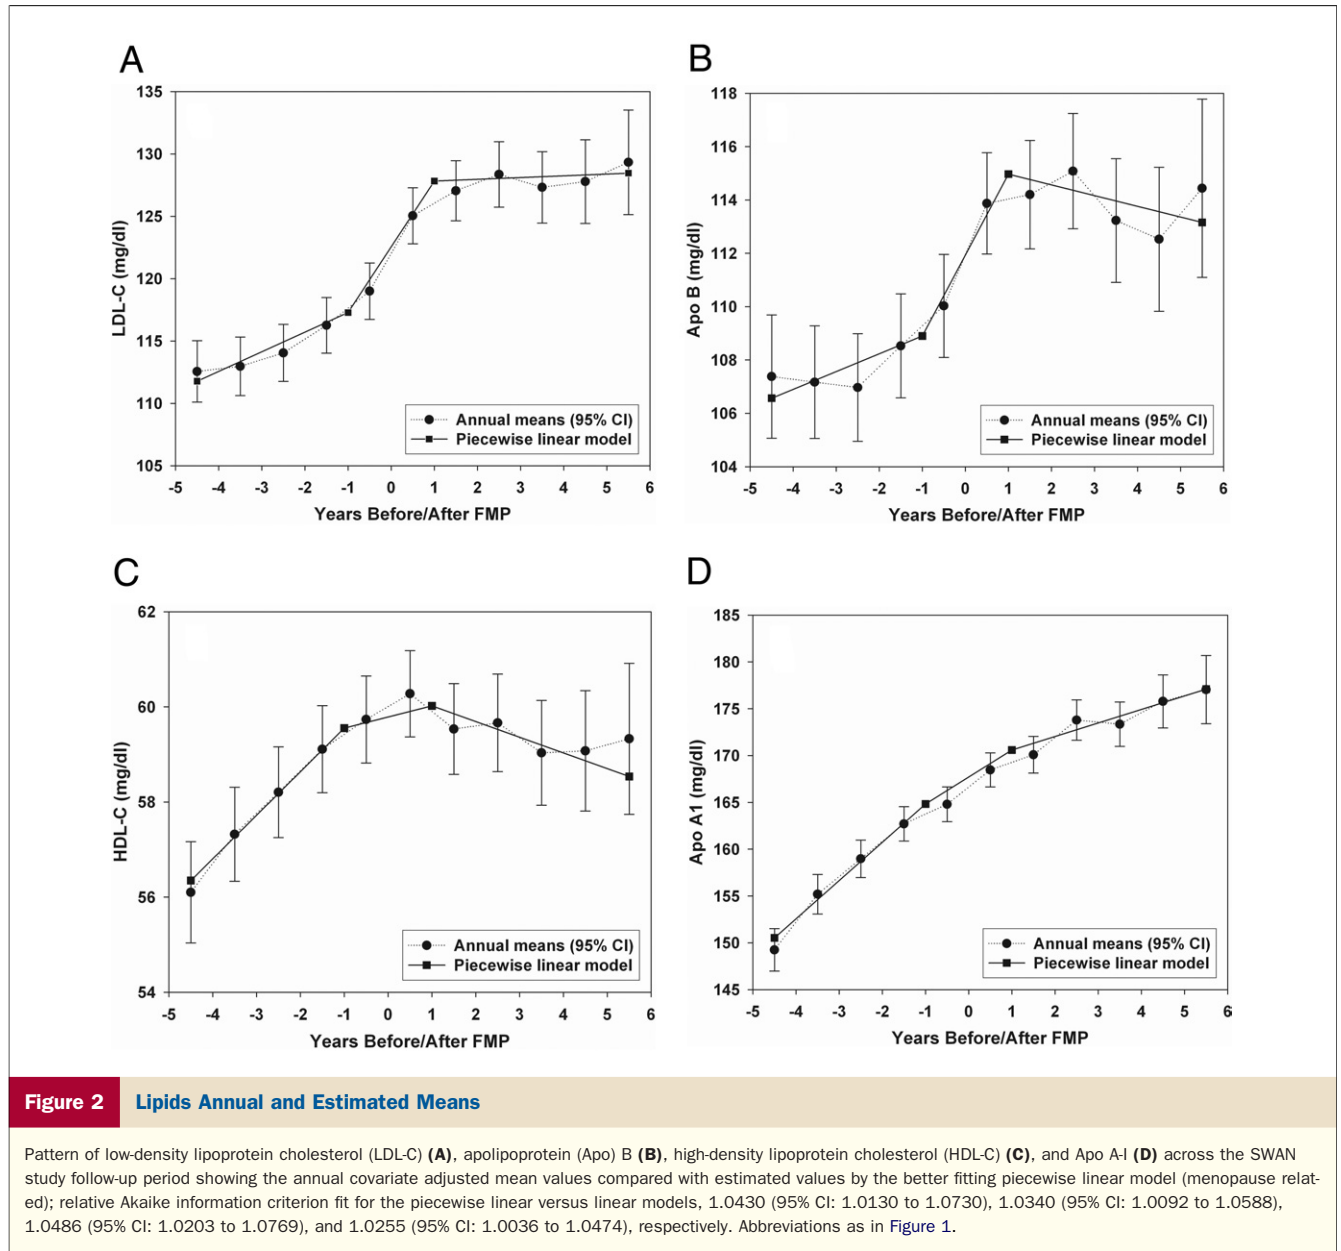 A
135
130
125
120
115
110
105
LDL-C (mg/dl)
Annual means (95% CI)
Piecewise linear model
-5 -4 -3 -2 -1 0 1 2 3 4 5 6
Years Before/After FMP
B
118
116
114
112
110
108
106
104
Apo B (mg/dl)
Annual means (95% CI)
Piecewise linear model
-5 -4 -3 -2 -1 0 1 2 3 4 5 6
Years Before/After FMP
C
62
60
58
56
54
HDL-C (mg/dl)
Annual means (95% CI)
Piecewise linear model
-5 -4 -3 -2 -1 0 1 2 3 4 5 6
Years Before/After FMP
D
185
180
175
170
165
160
155
150
145
Apo A1 (mg/dl)
Annual means (95% CI)
Piecewise linear model
-5 -4 -3 -2 -1 0 1 2 3 4 5 6
Years Before/After FMP
Figure 2 Lipids Annual and Estimated Means
Pattern of low-density lipoprotein cholesterol (LDL-C) (A), apolipoprotein (Apo) B (B), high-density lipoprotein cholesterol (HDL-C) (C), and Apo A-I (D) across the SWAN
study follow-up period showing the annual covariate adjusted mean values compared with estimated values by the better fitting piecewise linear model (menopause relat-
ed); relative Akaike information criterion fit for the piecewise linear versus linear models, 1.0430 (95% CI: 1.0130 to 1.0730), 1.0340 (95% CI: 1.0092 to 1.0588),
1.0486 (95% CI: 1.0203 to 1.0769), and 1.0255 (95% CI: 1.0036 to 1.0474), respectively. Abbreviations as in Figure 1.